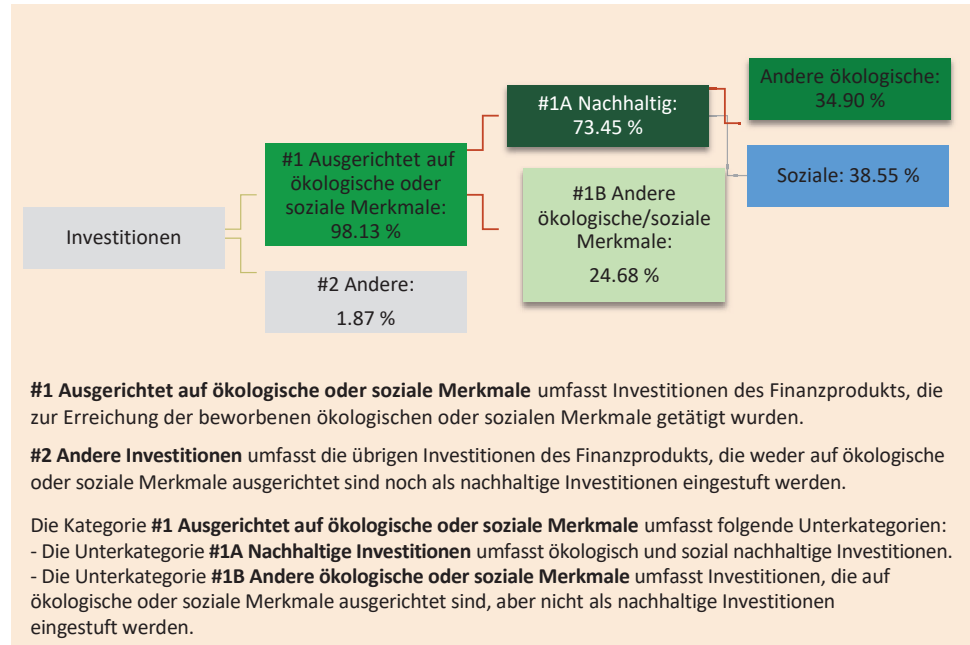 Investitionen
#1 Ausgerichtet auf
ökologische oder
soziale Merkmale:
98.13 %
#2 Andere:
1.87 %
#1A Nachhaltig:
73.45 %
#1B Andere
ökologische/soziale
Merkmale:
24.68 %
Andere ökologische:
34.90 %
Soziale: 38.55 %
#1 Ausgerichtet auf ökologische oder soziale Merkmale umfasst Investitionen des Finanzprodukts, die
zur Erreichung der beworbenen ökologischen oder sozialen Merkmale getätigt wurden.
#2 Andere Investitionen umfasst die übrigen Investitionen des Finanzprodukts, die weder auf ökologische
oder soziale Merkmale ausgerichtet sind noch als nachhaltige Investitionen eingestuft werden.
Die Kategorie #1 Ausgerichtet auf ökologische oder soziale Merkmale umfasst folgende Unterkategorien:
- Die Unterkategorie #1A Nachhaltige Investitionen umfasst ökologisch und sozial nachhaltige Investitionen.
- Die Unterkategorie #1B Andere ökologische oder soziale Merkmale umfasst Investitionen, die auf
ökologische oder soziale Merkmale ausgerichtet sind, aber nicht als nachhaltige Investitionen
eingestuft werden.